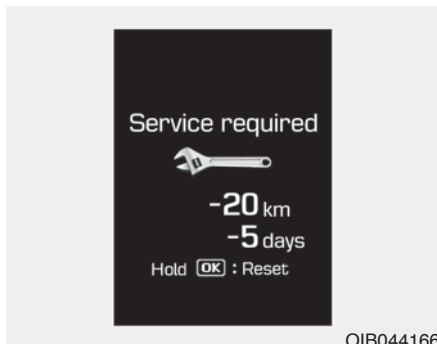 Service required
-20 km
-5 days
Hold OK : Reset
OIB044166